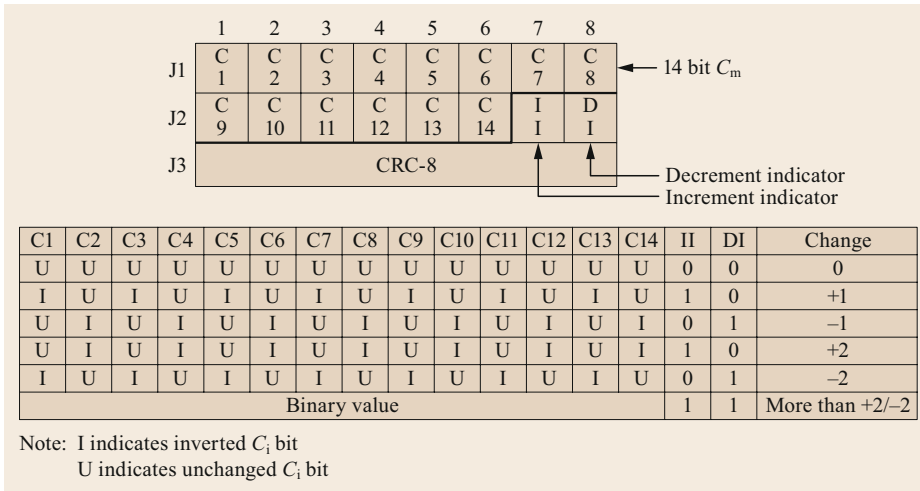 1 2 3 4 5 6 7 8
J1 C 1 C 2 C 3 C 4 C 5 C 6 C 7 C 8 14 bit Cm
J2 C 9 C 10 C 11 C 12 C 13 C 14 I I D I
J3 CRC-8
Decrement indicator
Increment indicator
C1 C2 C3 C4 C5 C6 C7 C8 C9 C10 C11 C12 C13 C14 II DI Change
U U U U U U U U U U U U U U 0 0 0
I U I U I U I U I U I U I U 1 0 +1
U I U I U I U I U I U I U I 0 1 –1
U I U I U I U I U I U I U I 1 0 +2
I U I U I U I U I U I U I U 0 1 –2
Binary value 1 1 More than +2/–2
Note: I indicates inverted Ci bit
U indicates unchanged Ci bit